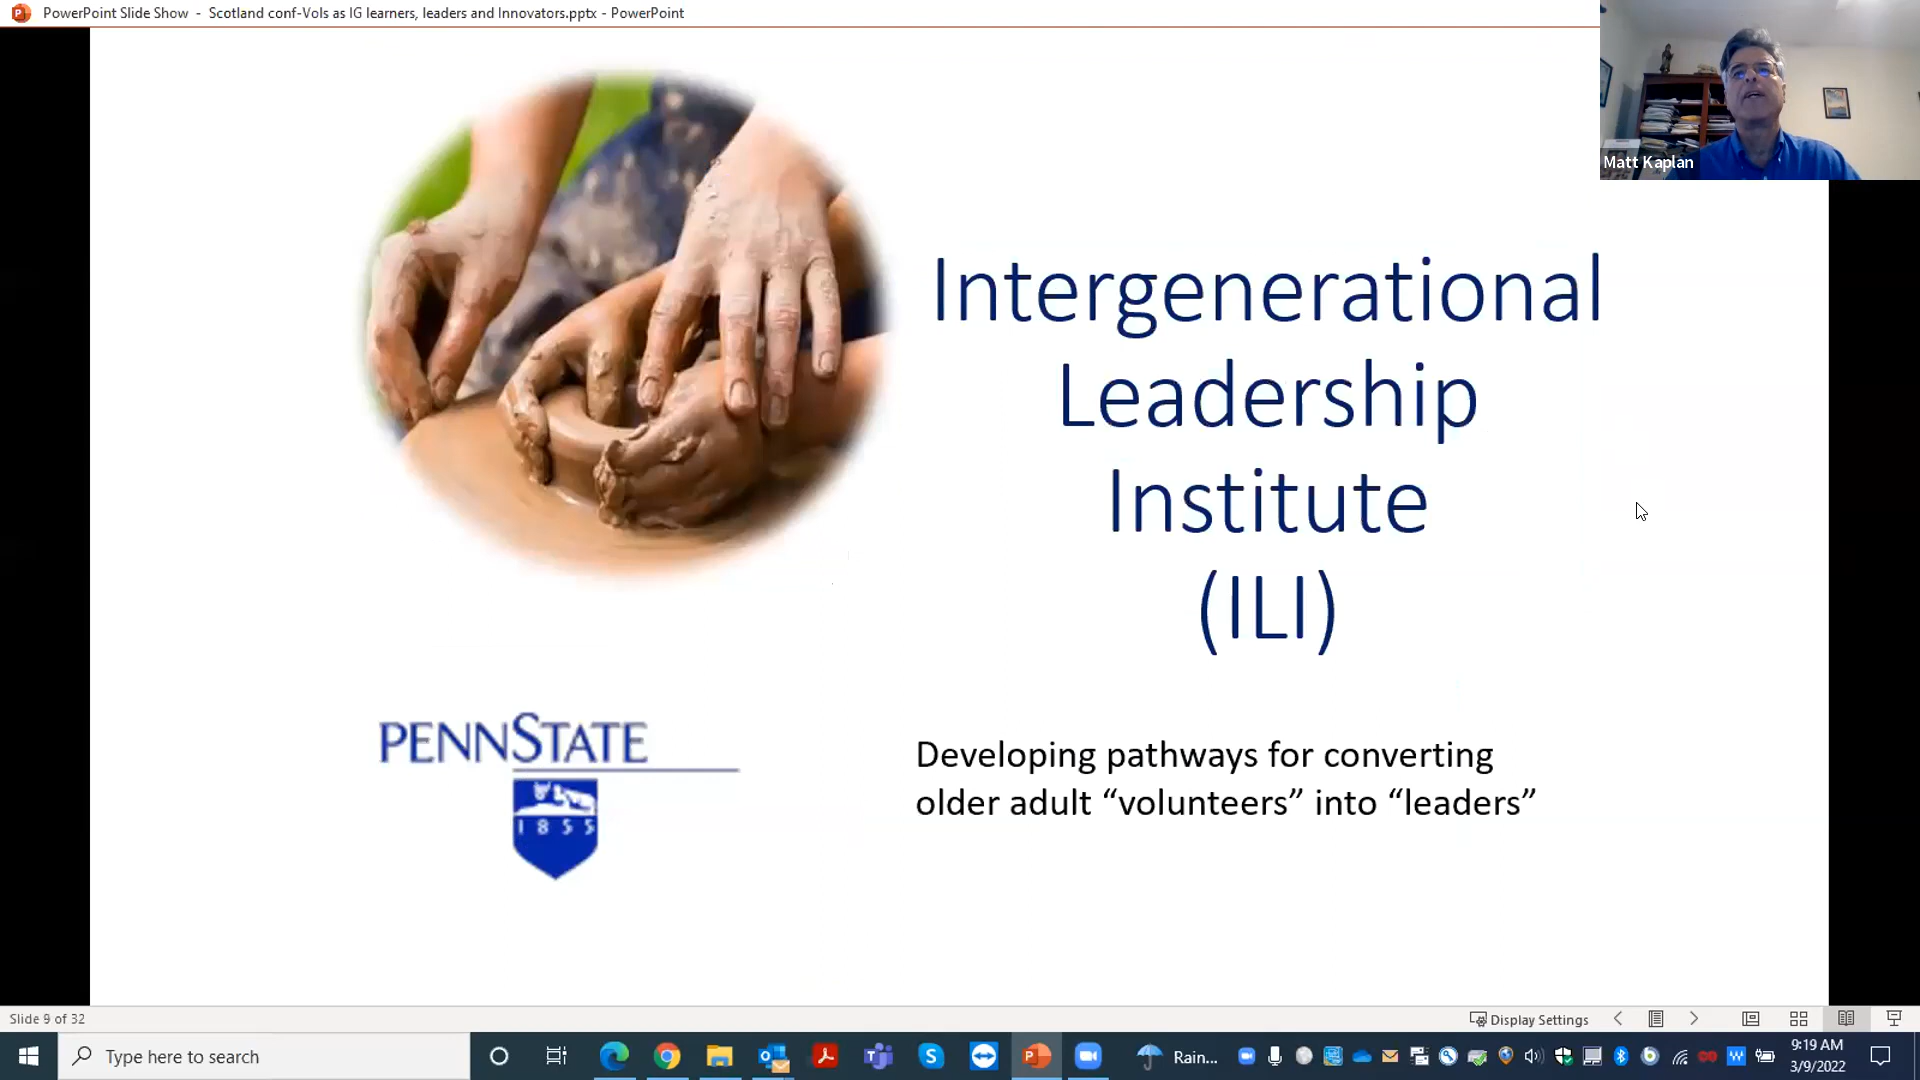 PowerPoint Slide Show - Scotland conf-Vols as IG learners, leaders and Innovators.pptx - PowerPoint
Matt Kaplan
Intergenerational
Leadership
Institute
(ILI)
PENNSTATE
1855
Developing pathways for converting
older adult “volunteers” into “leaders”
Slide 9 of 32
Display Settings
Type here to search
Rain...
9:19 AM
3/9/2022